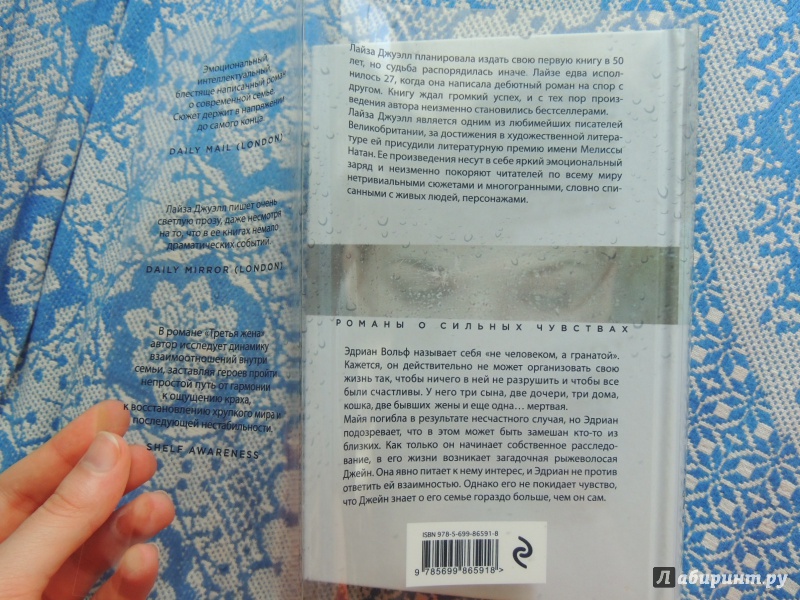 Эмоциональный,
интеллектуальный,
блестяще написанный роман
о современной семье.
Сюжет держит в напряжении
до самого конца.
DAILY MAIL (LONDON)
Лайза Джуэлл пишет очень
светлую прозу, даже несмотря
на то, что в ее книгах немало
драматических событий.
DAILY MIRROR (LONDON)
В романе «Третья жена»
автор исследует динамику
взаимоотношений внутри
семьи, заставляя героев пройти
непростой путь от гармонии
к ощущению краха,
к восстановлению хрупкого мира и
последующей нестабильности.
SHELF AWARENESS
Лайза Джуэлл планировала издать свою первую книгу в 50
лет, но судьба распорядилась иначе. Лайзе едва испол-
нилось 27, когда она написала дебютный роман на спор с
другом. Книгу ждал громкий успех, и с тех пор произ-
ведения автора неизменно становились бестселлерами.
Лайза Джуэлл является одним из любимейших писателей
Великобритании, за достижения в художественной литера-
туре ей присудили литературную премию имени Мелиссы
Натан. Ее произведения несут в себе яркий эмоциональный
заряд и неизменно покоряют читателей по всему миру
нетривиальными сюжетами и многогранными, словно спи-
санными с живых людей, персонажами.
РОМАНЫ О СИЛЬНЫХ ЧУВСТВАХ
Эдриан Вольф называет себя «не человеком, а гранатой».
Кажется, он действительно не может организовать свою
жизнь так, чтобы ничего в ней не разрушить и чтобы все
были счастливы. У него три сына, две дочери, три дома,
кошка, две бывших жены и еще одна... мертвая.
Майя погибла в результате несчастного случая, но Эдриан
подозревает, что в этом может быть замешан кто-то из
близких. Как только он начинает собственное расследо-
вание, в его жизни возникает загадочная рыжеволосая
Джейн. Она явно питает к нему интерес, и Эдриан не против
ответить ей взаимностью. Однако его не покидает чувство,
что Джейн знает о его семье гораздо больше, чем он сам.
ISBN 978-5-699-86591-8
9 785699 865918 >
Лабиринт.ру